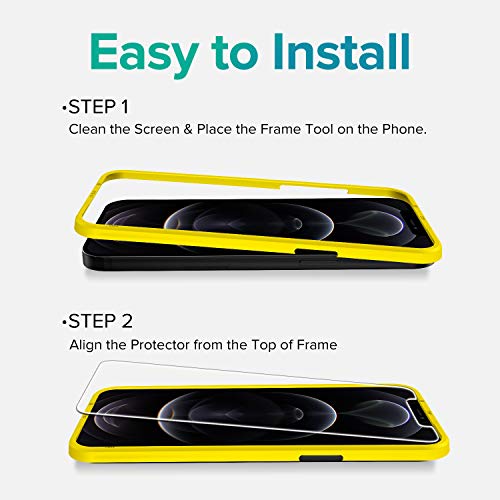 Easy to Install
•STEP 1
Clean the Screen & Place the Frame Tool on the Phone.
•STEP 2
Align the Protector from the Top of Frame